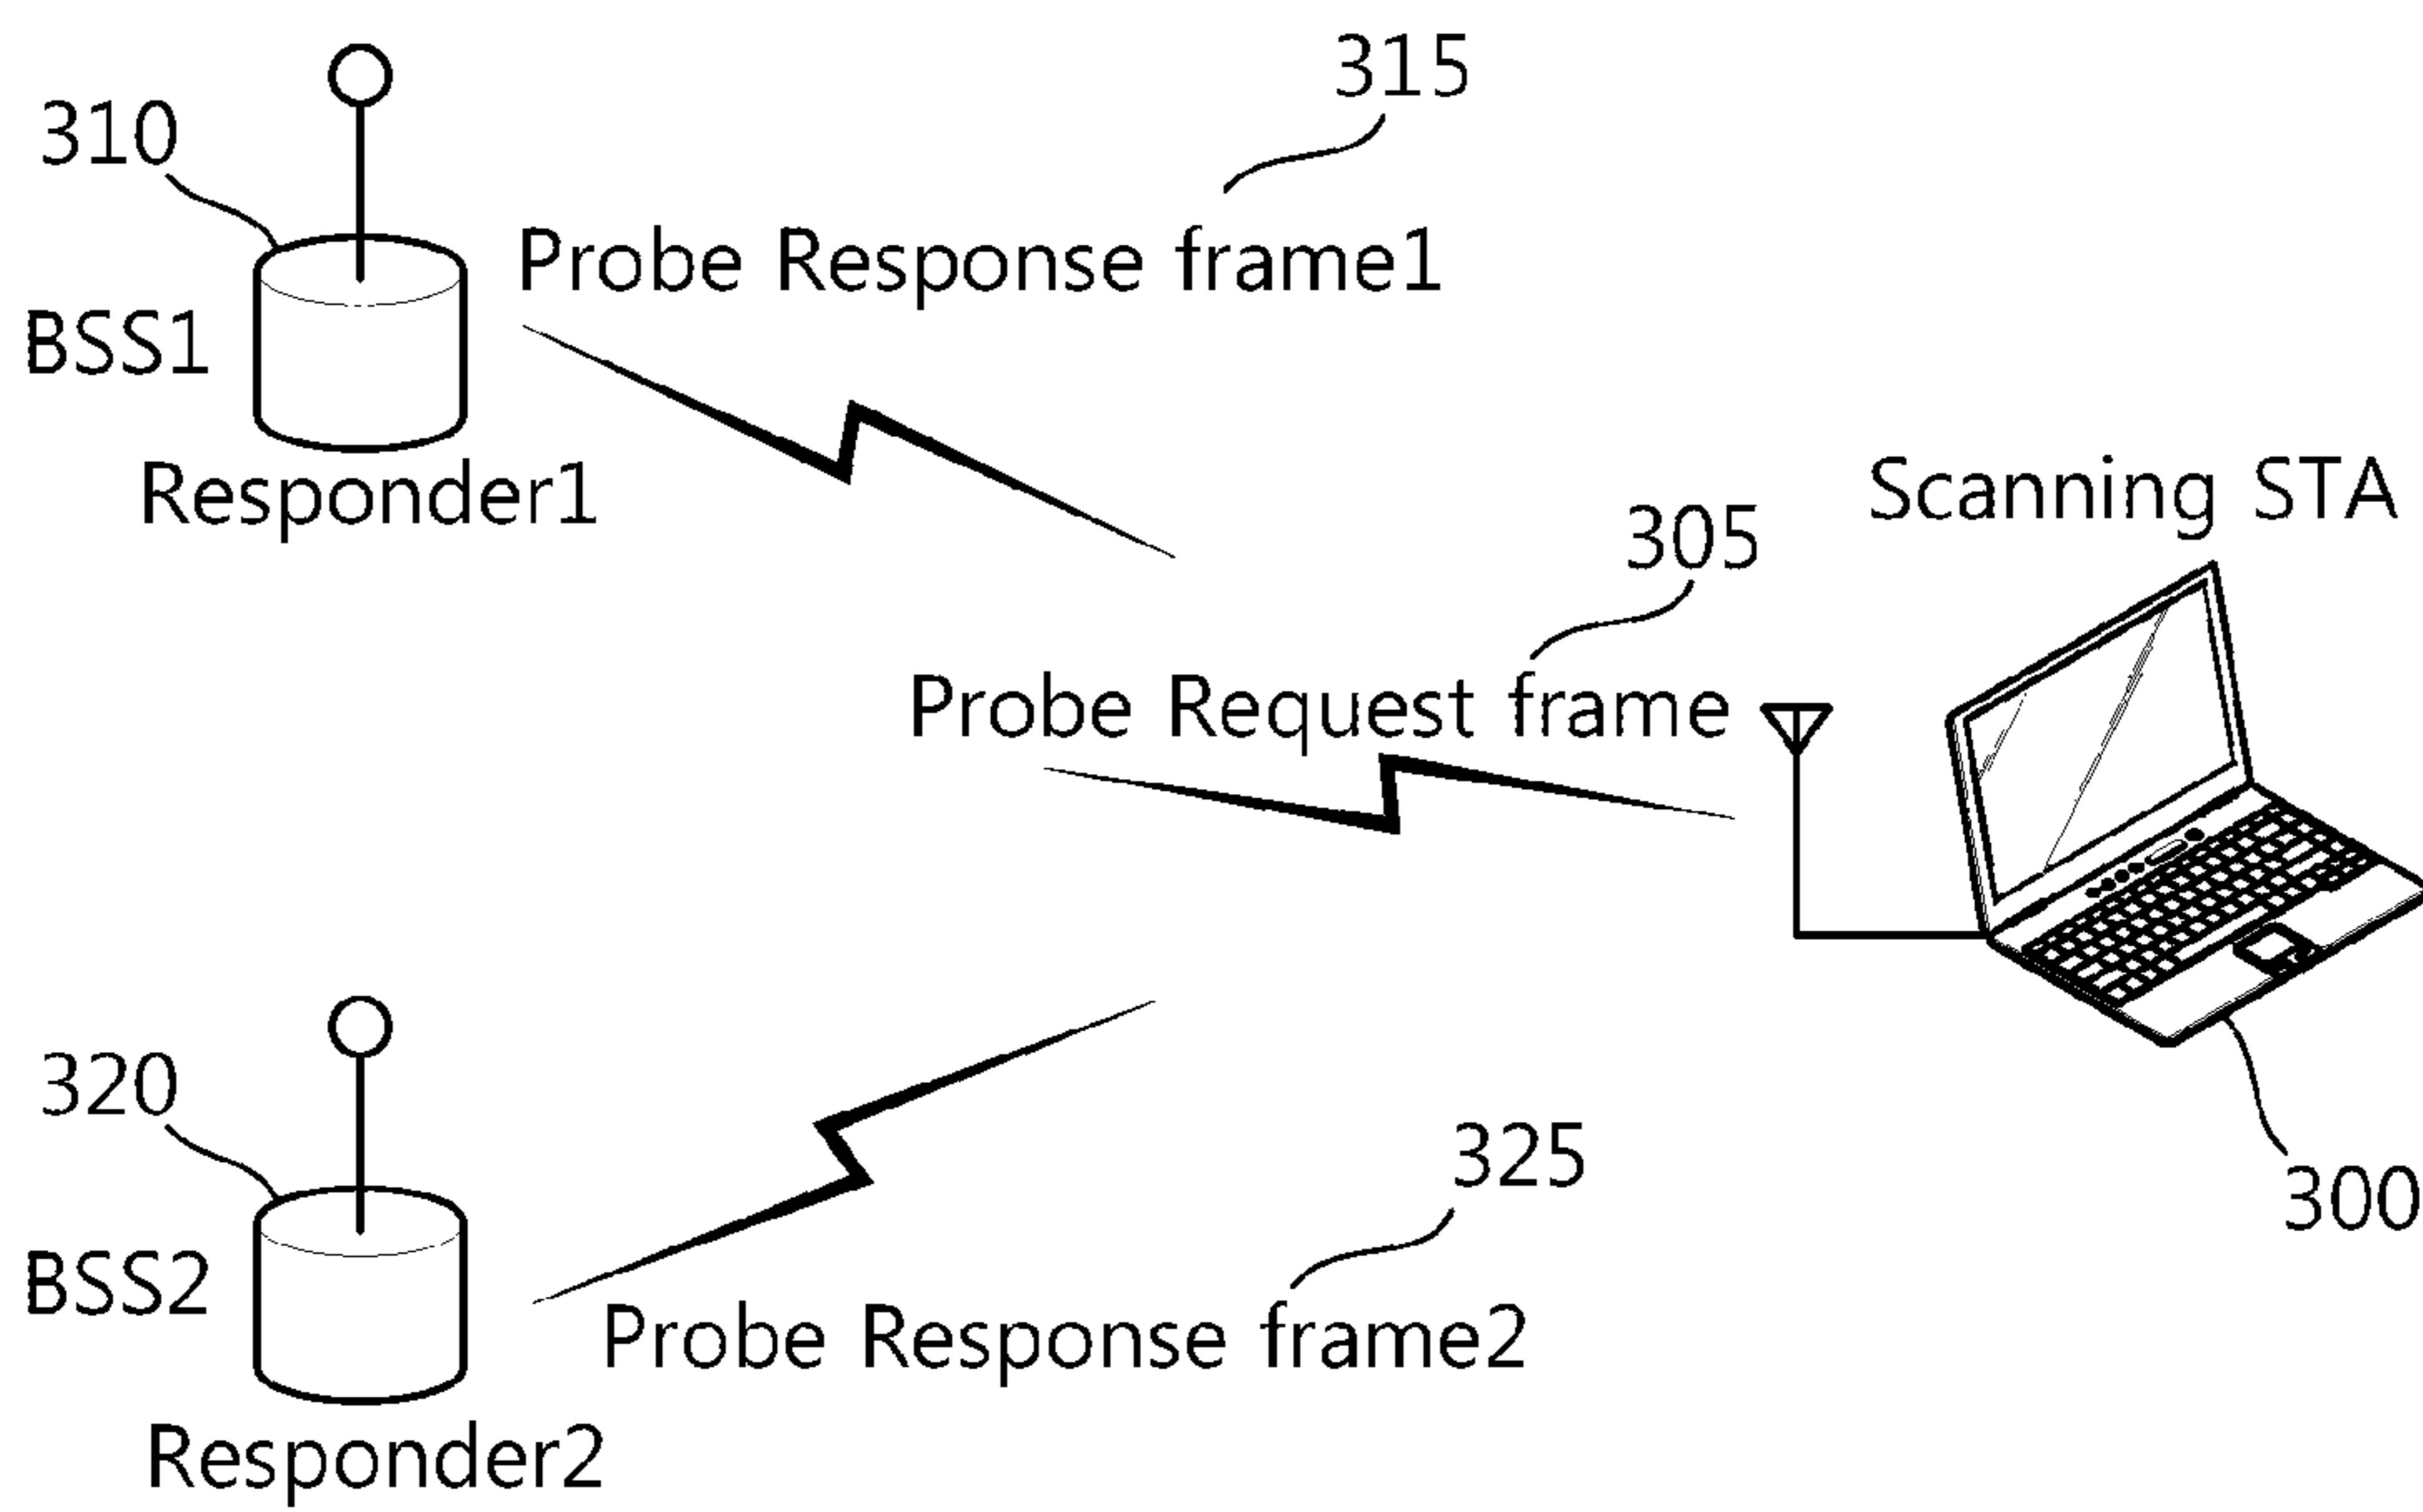 315
310
Probe Response frame1
BSS1
Responder1
Scanning STA
305
Probe Request frame
320
325
300
BSS2
Probe Response frame2
Responder2